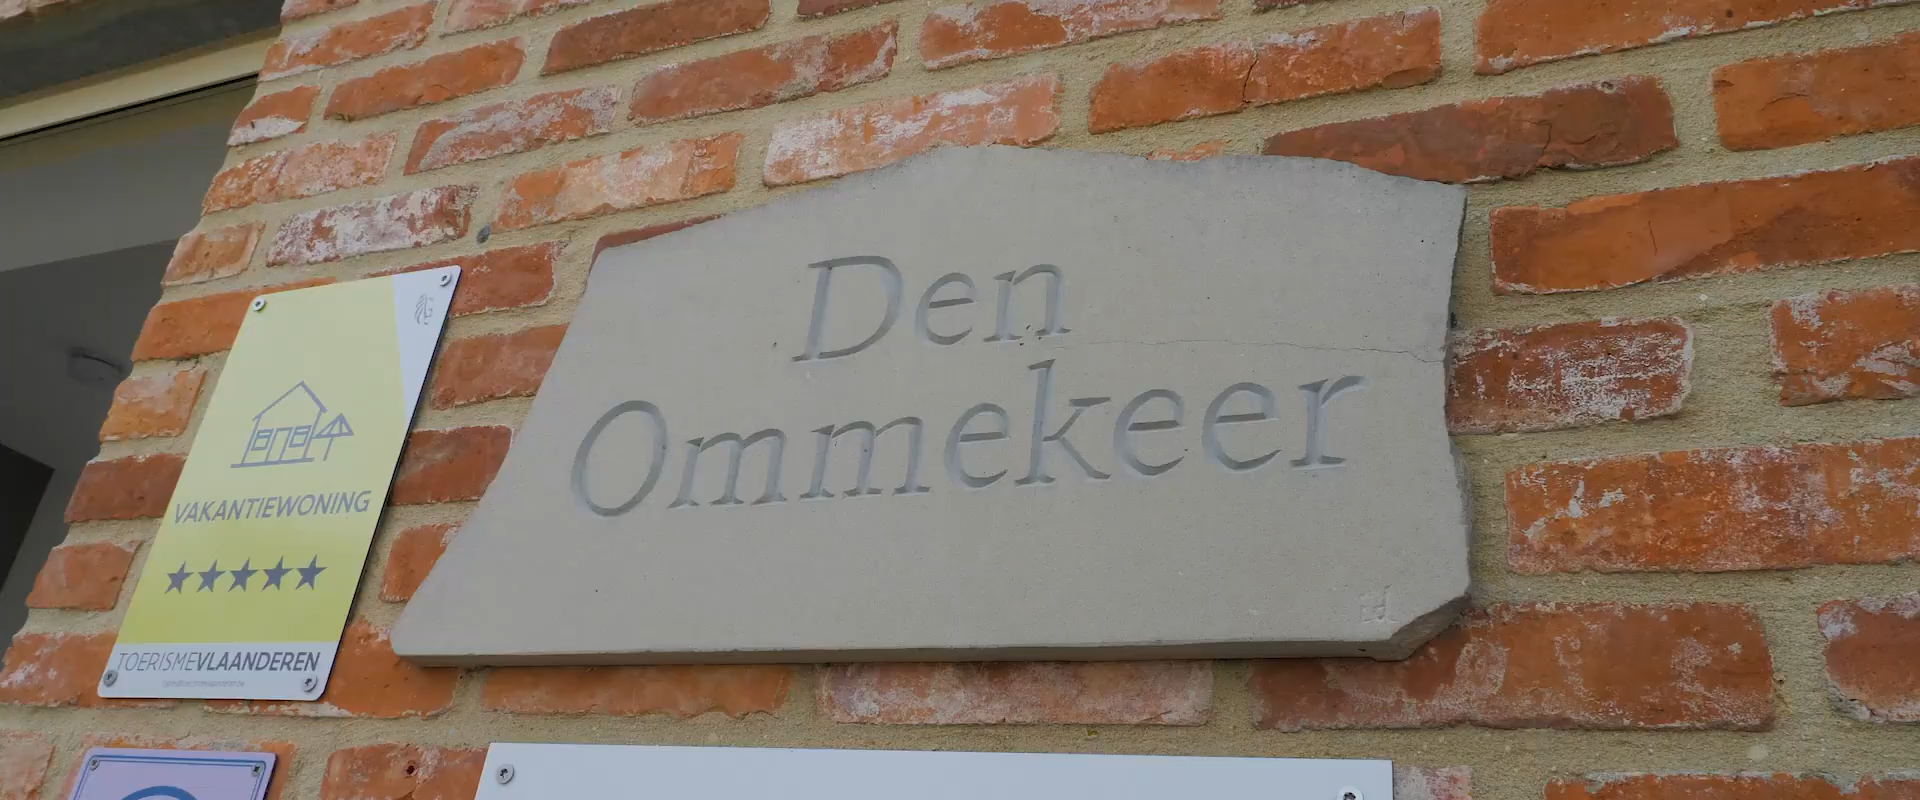 Den
Ommekeer
VAKANTIEWONING
TOERISMEVLAANDEREN